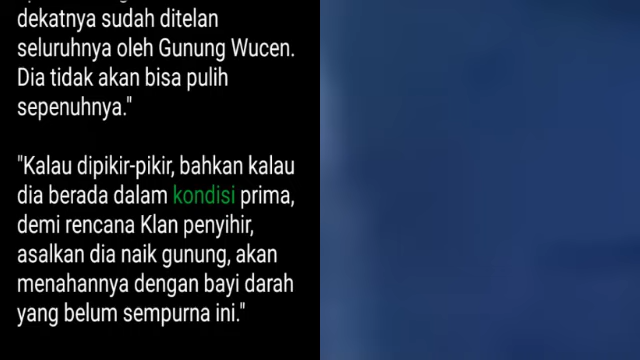 dekatnya sudah ditelan
seluruhnya oleh Gunung Wucen.
Dia tidak akan bisa pulih
sepenuhnya."
"Kalau dipikir-pikir, bahkan kalau
dia berada dalam kondisi prima,
demi rencana Klan penyihir,
asalkan dia naik gunung, akan
menahannya dengan bayi darah
yang belum sempurna ini."